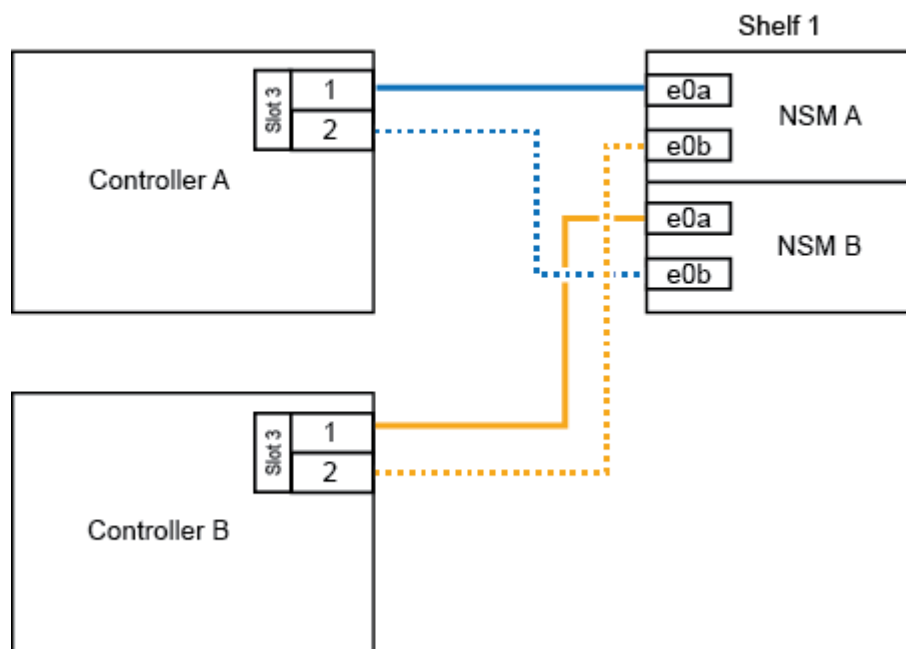 Shelf 1
Slot 3
1
2
Controller A
e0a
e0b
NSM A
e0a
e0b
NSM B
Slot 3
1
2
Controller B